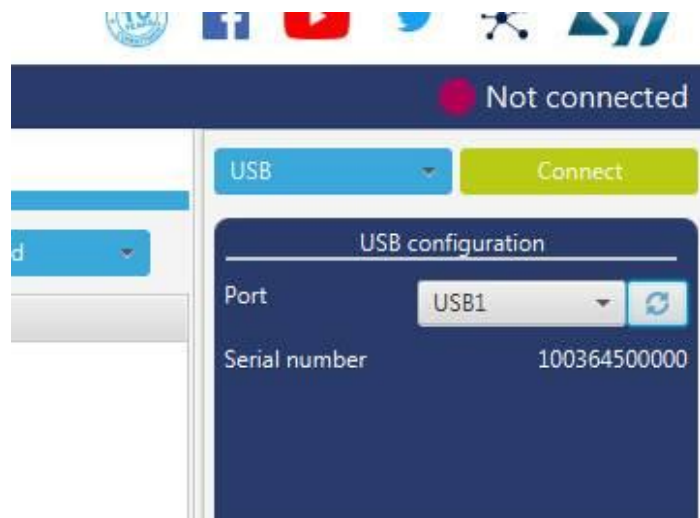 Not connected
USB
Connect
USB configuration
d
Port
USB1
Serial number
100364500000